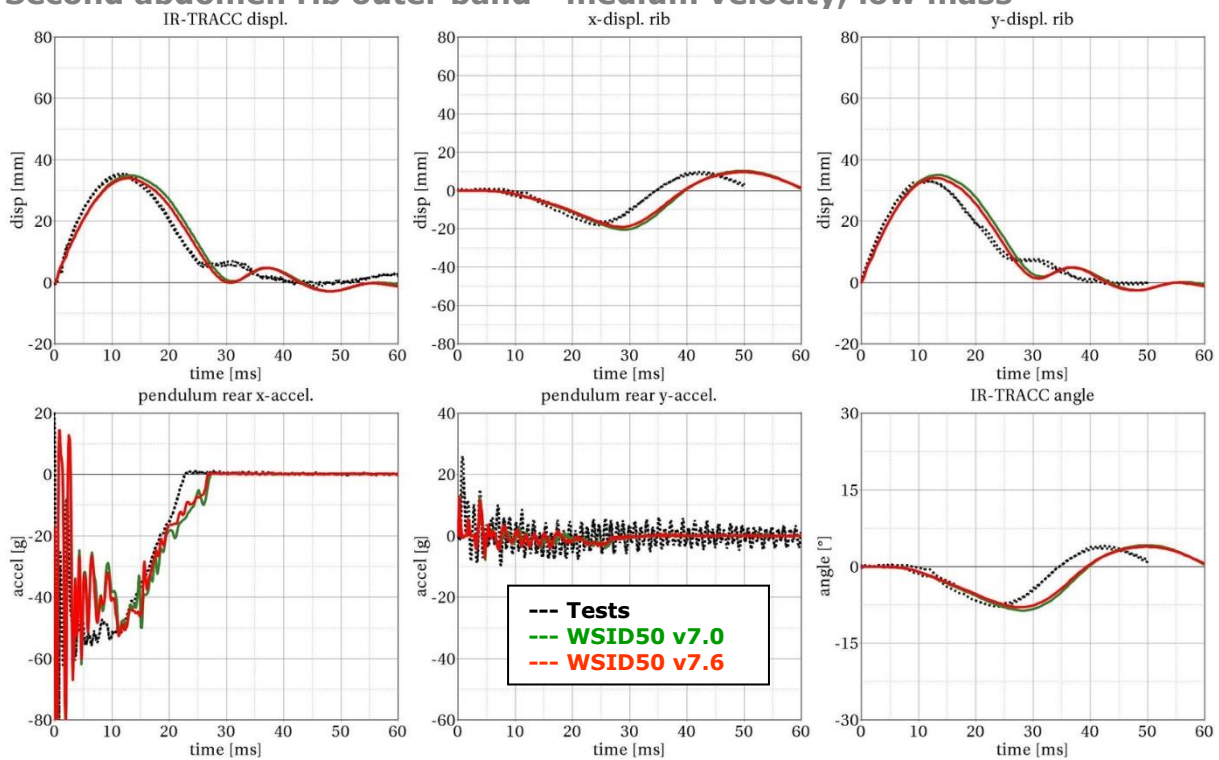 Second abdomen rib outer band - medium velocity, low mass
IR-TRACC displ.
80
60
40
20
0
-20
disp [mm]
0 10 20 30 40 50 60
time [ms]
x-displ. rib
80
60
40
20
0
-20
-40
-60
-80
disp [mm]
0 10 20 30 40 50 60
time [ms]
y-displ. rib
80
60
40
20
0
-20
disp [mm]
0 10 20 30 40 50 60
time [ms]
pendulum rear x-accel.
20
0
-20
-40
-60
-80
accel [g]
0 10 20 30 40 50 60
time [ms]
pendulum rear y-accel.
40
20
0
-20
-40
-60
accel [g]
0 10 20 30 40 50 60
time [ms]
--- Tests
--- WSID50 v7.0
--- WSID50 v7.6
IR-TRACC angle
30
15
0
-15
-30
angle [°]
0 10 20 30 40 50 60
time [ms]